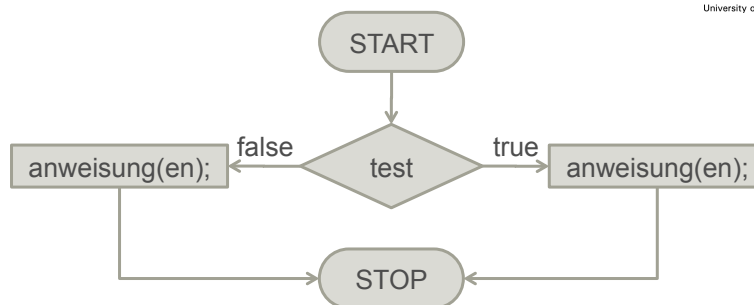 University o
START
false
true
anweisung(en);
test
anweisung(en);
STOP